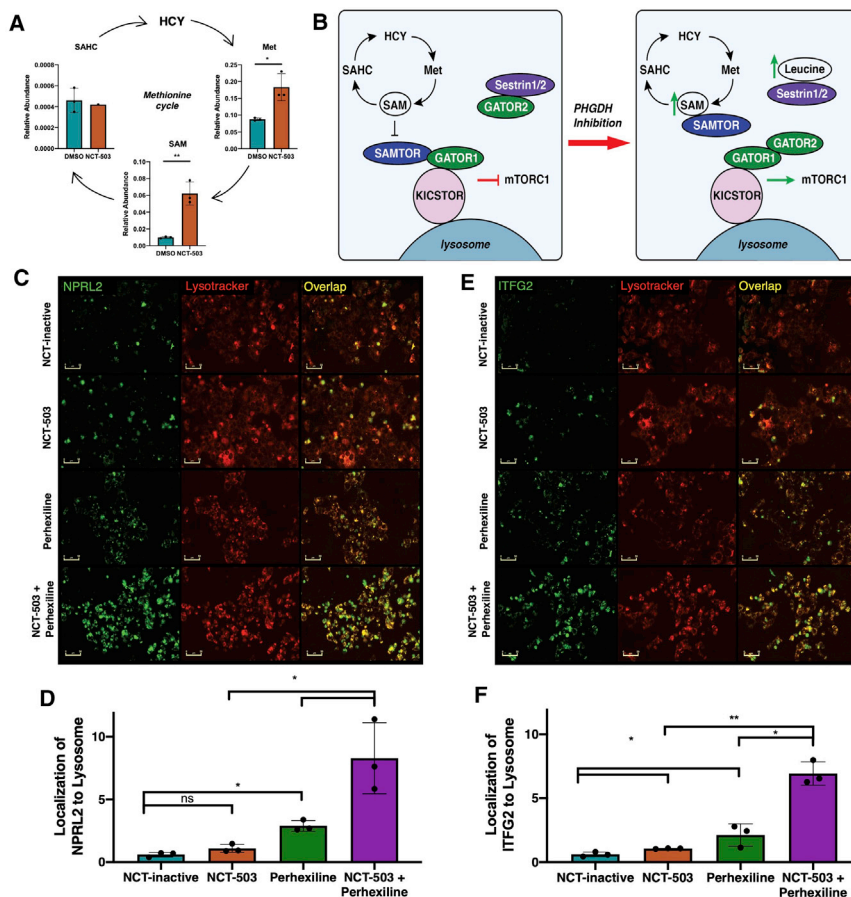 A
HCY
SAHC
Relative Abundance
0.0008
0.0006
0.0004
0.0002
0.0000
DMSO NCT-503
Methionine
cycle
Met
*
Relative Abundance
0.25
0.20
0.15
0.10
0.05
0.00
DMSO NCT-503
SAM
**
Relative Abundance
0.10
0.08
0.06
0.04
0.02
0.00
DMSO NCT-503
B
HCY
SAHC
Met
SAM
Sestrin1/2
GATOR2
SAMTOR
GATOR1
KICSTOR
mTORC1
lysosome
PHGDH
Inhibition
HCY
SAHC
Met
SAM
SAMTOR
Leucine
Sestrin1/2
GATOR2
GATOR1
KICSTOR
mTORC1
lysosome
C
NPRL2 Lysotracker Overlap
NCT-inactive
NCT-503
Perhexiline
NCT-503 +
Perhexiline
E
ITFG2 Lysotracker Overlap
NCT-inactive
NCT-503
Perhexiline
NCT-503 +
Perhexiline
D
Localization of
NPRL2 to Lysosome
10
5
0
ns
*
*
NCT-inactive NCT-503 Perhexiline NCT-503 +
Perhexiline
F
Localization of
ITFG2 to Lysosome
10
5
0
*
**
*
NCT-inactive NCT-503 Perhexiline NCT-503 +
Perhexiline